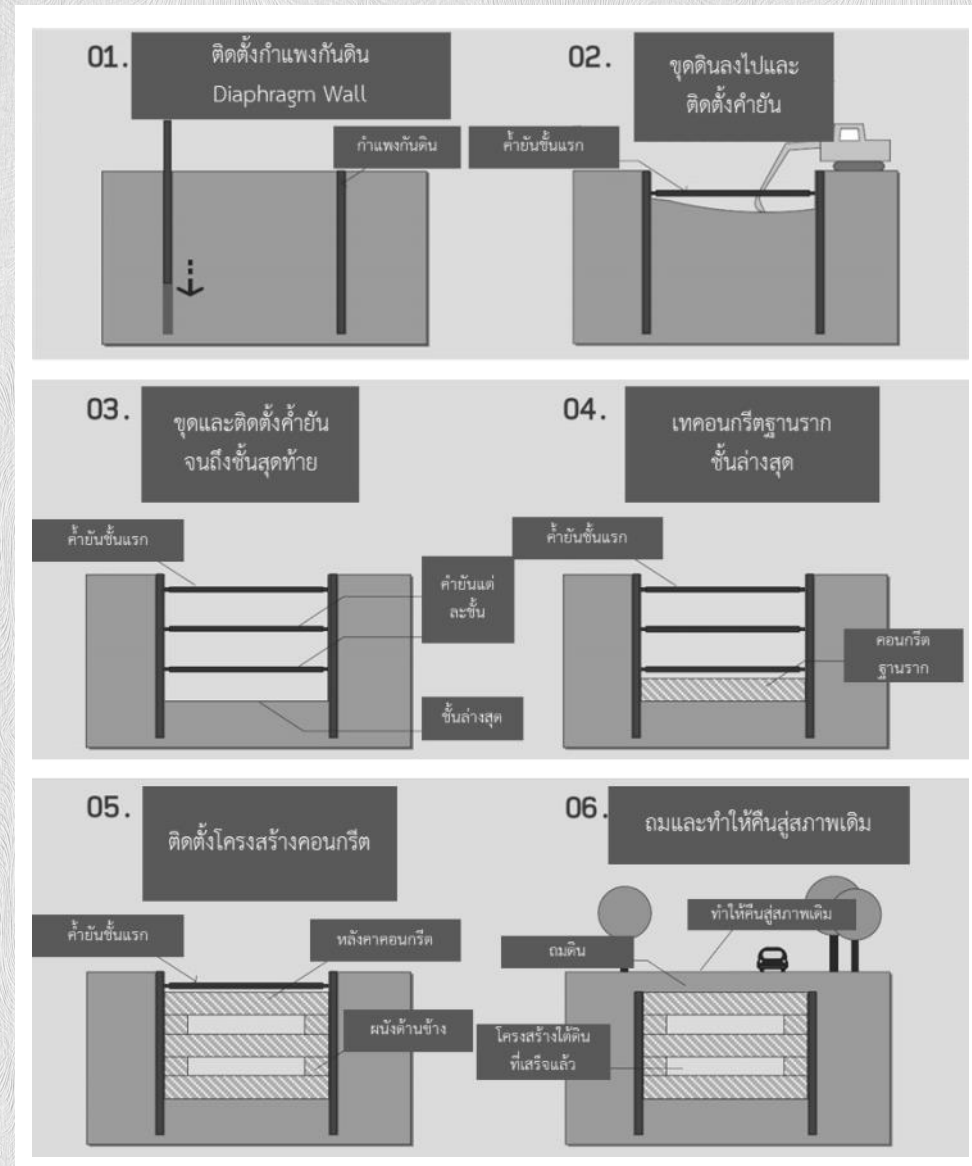 01.
ติดตั้งกำแพงกันดิน
Diaphragm Wall
กำแพงกันดิน
02.
ขุดดินลงไปและ
ติดตั้งคำยัน
ค้ำยันชั้นแรก
03.
ขุดและติดตั้งค้ำยัน
จนถึงชั้นสุดท้าย
ค้ำยันชั้นแรก
คำยันแต่
ละชั้น
ชั้นล่างสุด
04.
เทคอนกรีตฐานราก
ชั้นล่างสุด
ค้ำยันชั้นแรก
คอนกรีต
ฐานราก
05.
ติดตั้งโครงสร้างคอนกรีต
ค้ำยันชั้นแรก
หลังคาคอนกรีต
ผนังด้านข้าง
06.
ถมและทำให้คืนสู่สภาพเดิม
ทำให้คืนสู่สภาพเดิม
ถมดิน
โครงสร้างใต้ดิน
ที่เสร็จแล้ว